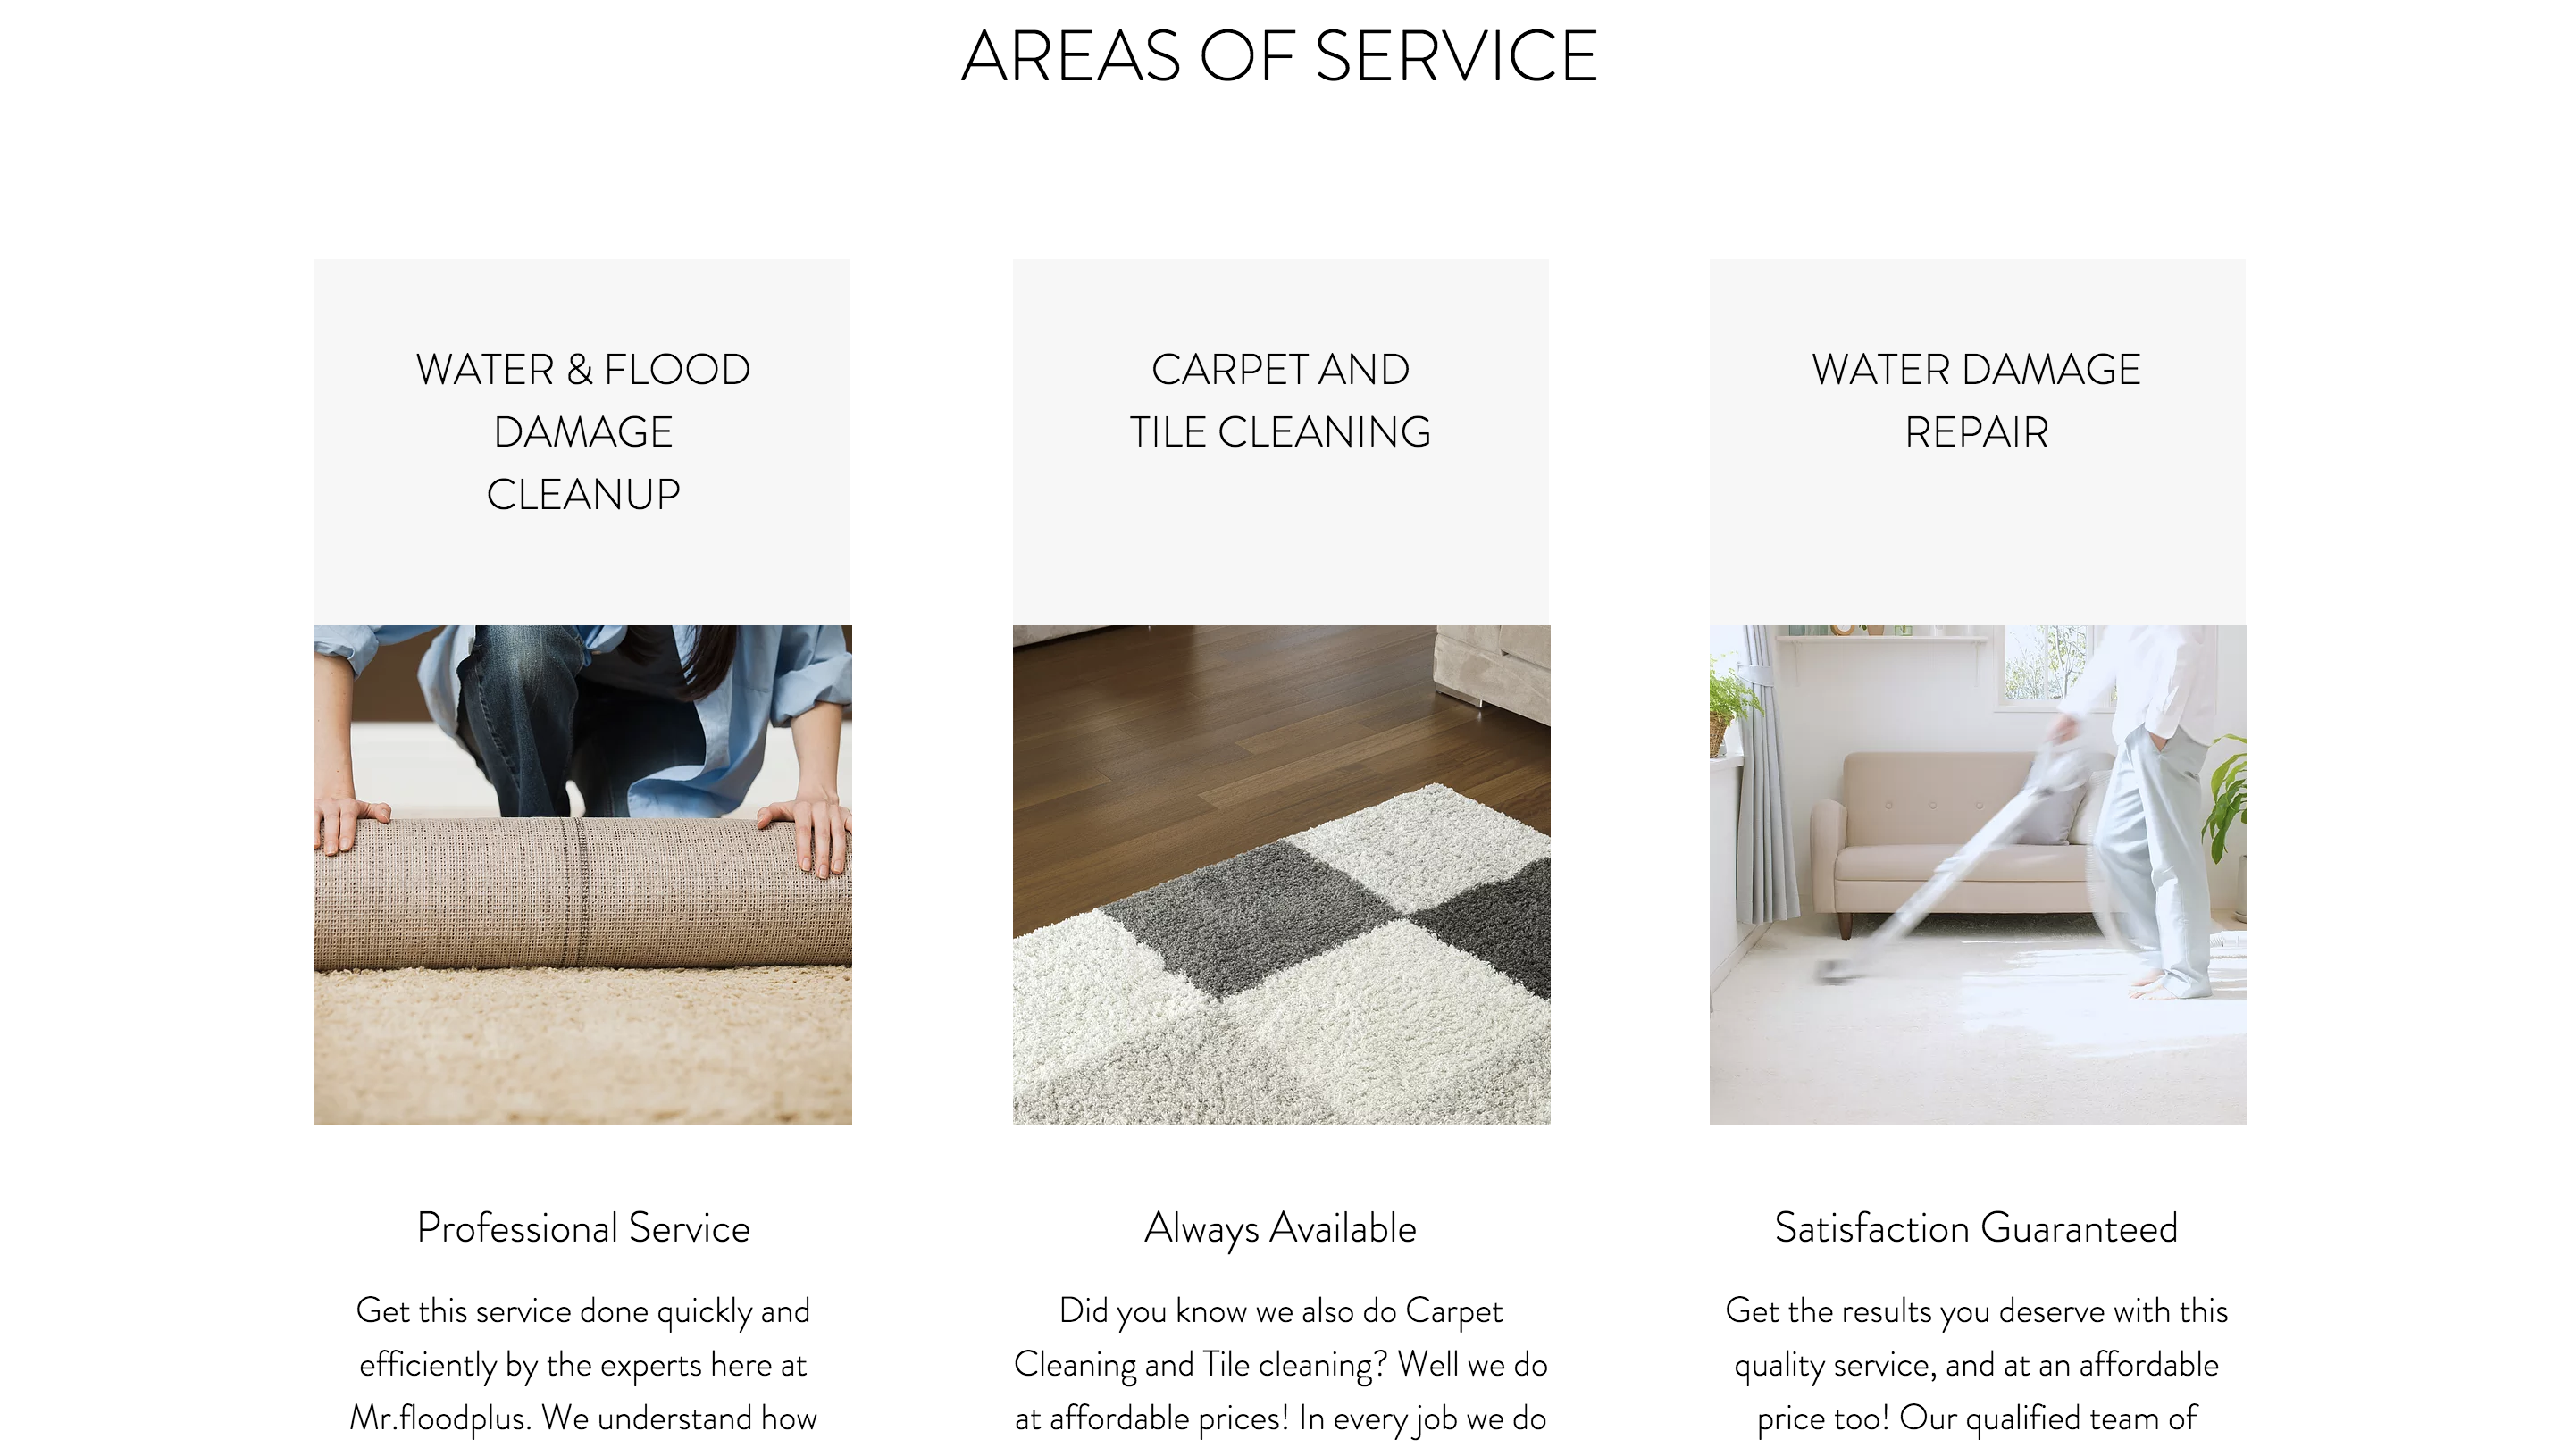 AREAS OF SERVICE
WATER & FLOOD
DAMAGE
CLEANUP
CARPET AND
TILE CLEANING
WATER DAMAGE
REPAIR
Professional Service
Get this service done quickly and
efficiently by the experts here at
Mr.floodplus. We understand how
Always Available
Did you know we also do Carpet
Cleaning and Tile cleaning? Well we do
at affordable prices! In every job we do
Satisfaction Guaranteed
Get the results you deserve with this
quality service, and at an affordable
price too! Our qualified team of